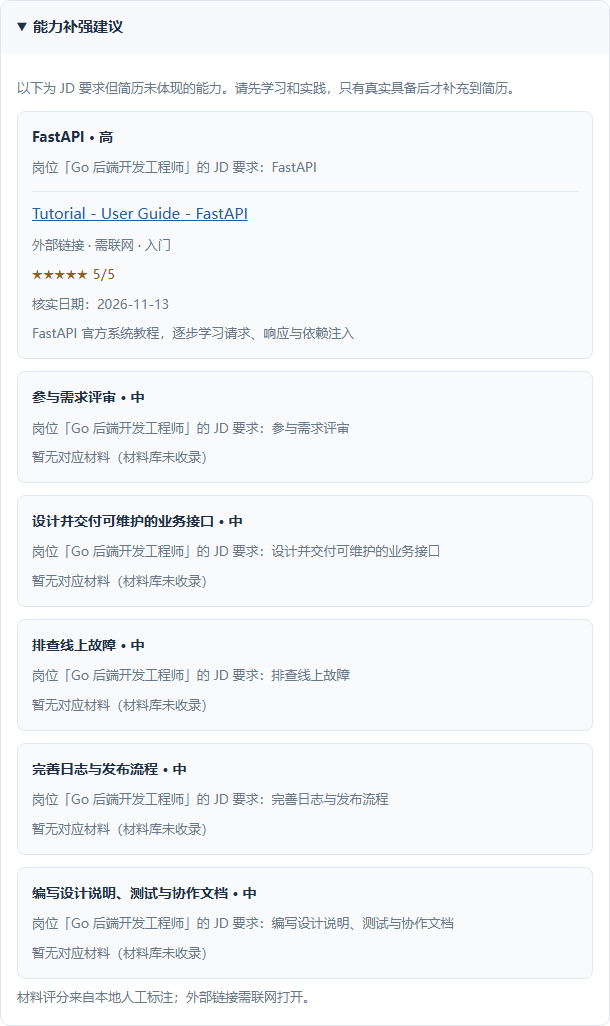 ▼ 能力补强建议
以下为 JD 要求但简历未体现的能力。请先学习和实践，只有真实具备后才补充到简历。
FastAPI • 高
岗位「Go 后端开发工程师」的 JD 要求：FastAPI
Tutorial - User Guide - FastAPI
外部链接 · 需联网 · 入门
★★★★★ 5/5
核实日期：2026-11-13
FastAPI 官方系统教程，逐步学习请求、响应与依赖注入
参与需求评审 • 中
岗位「Go 后端开发工程师」的 JD 要求：参与需求评审
暂无对应材料（材料库未收录）
设计并交付可维护的业务接口 • 中
岗位「Go 后端开发工程师」的 JD 要求：设计并交付可维护的业务接口
暂无对应材料（材料库未收录）
排查线上故障 • 中
岗位「Go 后端开发工程师」的 JD 要求：排查线上故障
暂无对应材料（材料库未收录）
完善日志与发布流程 • 中
岗位「Go 后端开发工程师」的 JD 要求：完善日志与发布流程
暂无对应材料（材料库未收录）
编写设计说明、测试与协作文档 • 中
岗位「Go 后端开发工程师」的 JD 要求：编写设计说明、测试与协作文档
暂无对应材料（材料库未收录）
材料评分来自本地人工标注；外部链接需联网打开。